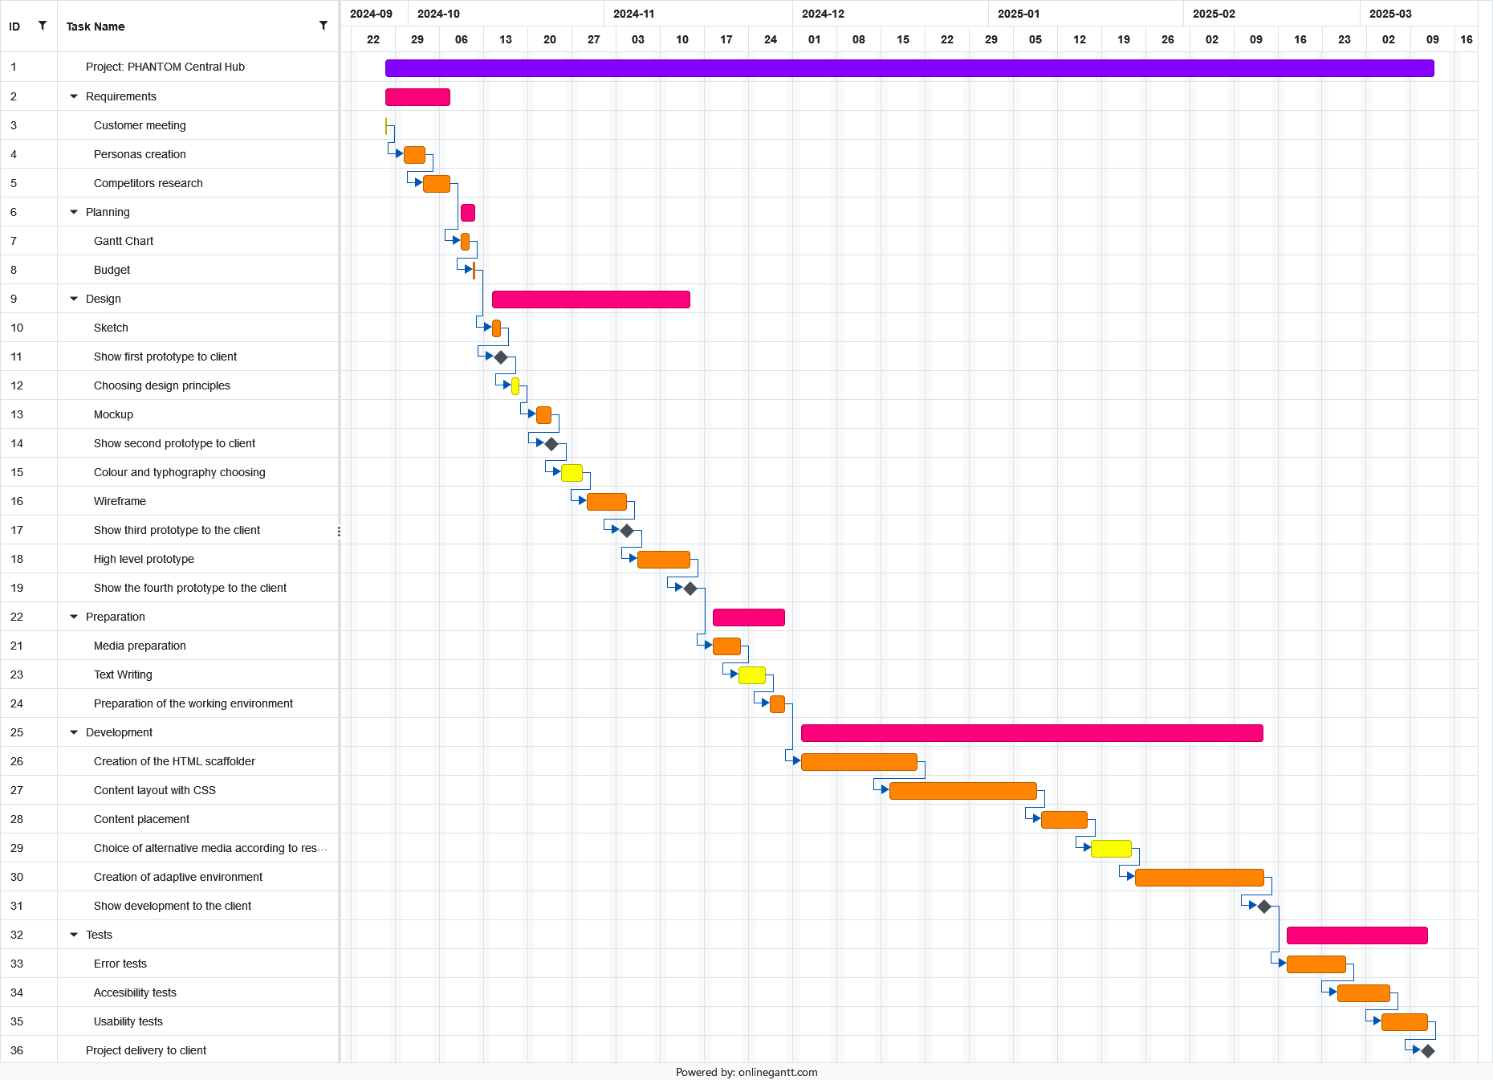 ID Task Name 2024-09 2024-10 2024-11 2024-12 2025-01 2025-02 2025-03
22 29 06 13 20 27 03 10 17 24 01 08 15 22 29 05 12 19 26 02 09 16 23 02 09 16
1 Project: PHANTOM Central Hub
2 Requirements
3 Customer meeting
4 Personas creation
5 Competitors research
6 Planning
7 Gantt Chart
8 Budget
9 Design
10 Sketch
11 Show first prototype to client
12 Choosing design principles
13 Mockup
14 Show second prototype to client
15 Colour and typhography choosing
16 Wireframe
17 Show third prototype to the client
18 High level prototype
19 Show the fourth prototype to the client
22 Preparation
21 Media preparation
23 Text Writing
24 Preparation of the working environment
25 Development
26 Creation of the HTML scaffolder
27 Content layout with CSS
28 Content placement
29 Choice of alternative media according to res...
30 Creation of adaptive environment
31 Show development to the client
32 Tests
33 Error tests
34 Accesibility tests
35 Usability tests
36 Project delivery to client
Powered by: onlinegantt.com